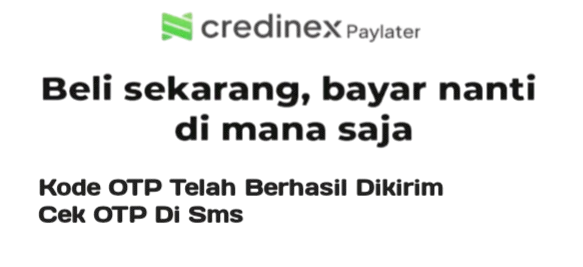 credinex Paylater
Beli sekarang, bayar nanti
di mana saja
Kode OTP Telah Berhasil Dikirim
Cek OTP Di Sms